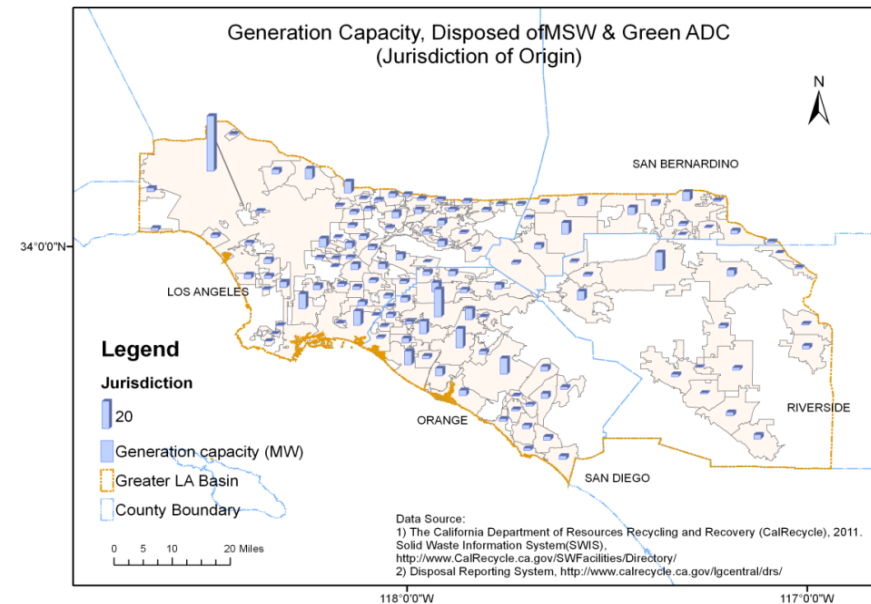 Generation Capacity, Disposed ofMSW & Green ADC
(Jurisdiction of Origin)
N
SAN BERNARDINO
34°0'0"N
LOS ANGELES
Legend
Jurisdiction
20
Generation capacity (MW)
Greater LA Basin
County Boundary
0 5 10 20 Miles
ORANGE
RIVERSIDE
SAN DIEGO
Data Source:
1) The California Department of Resources Recycling and Recovery (CalRecycle), 2011.
Solid Waste Information System(SWIS),
http://www.CalRecycle.ca.gov/SWFacilities/Directory/
2) Disposal Reporting System, http://www.calrecycle.ca.gov/lgcentral/drs/
118°0'0"W
117°0'0"W